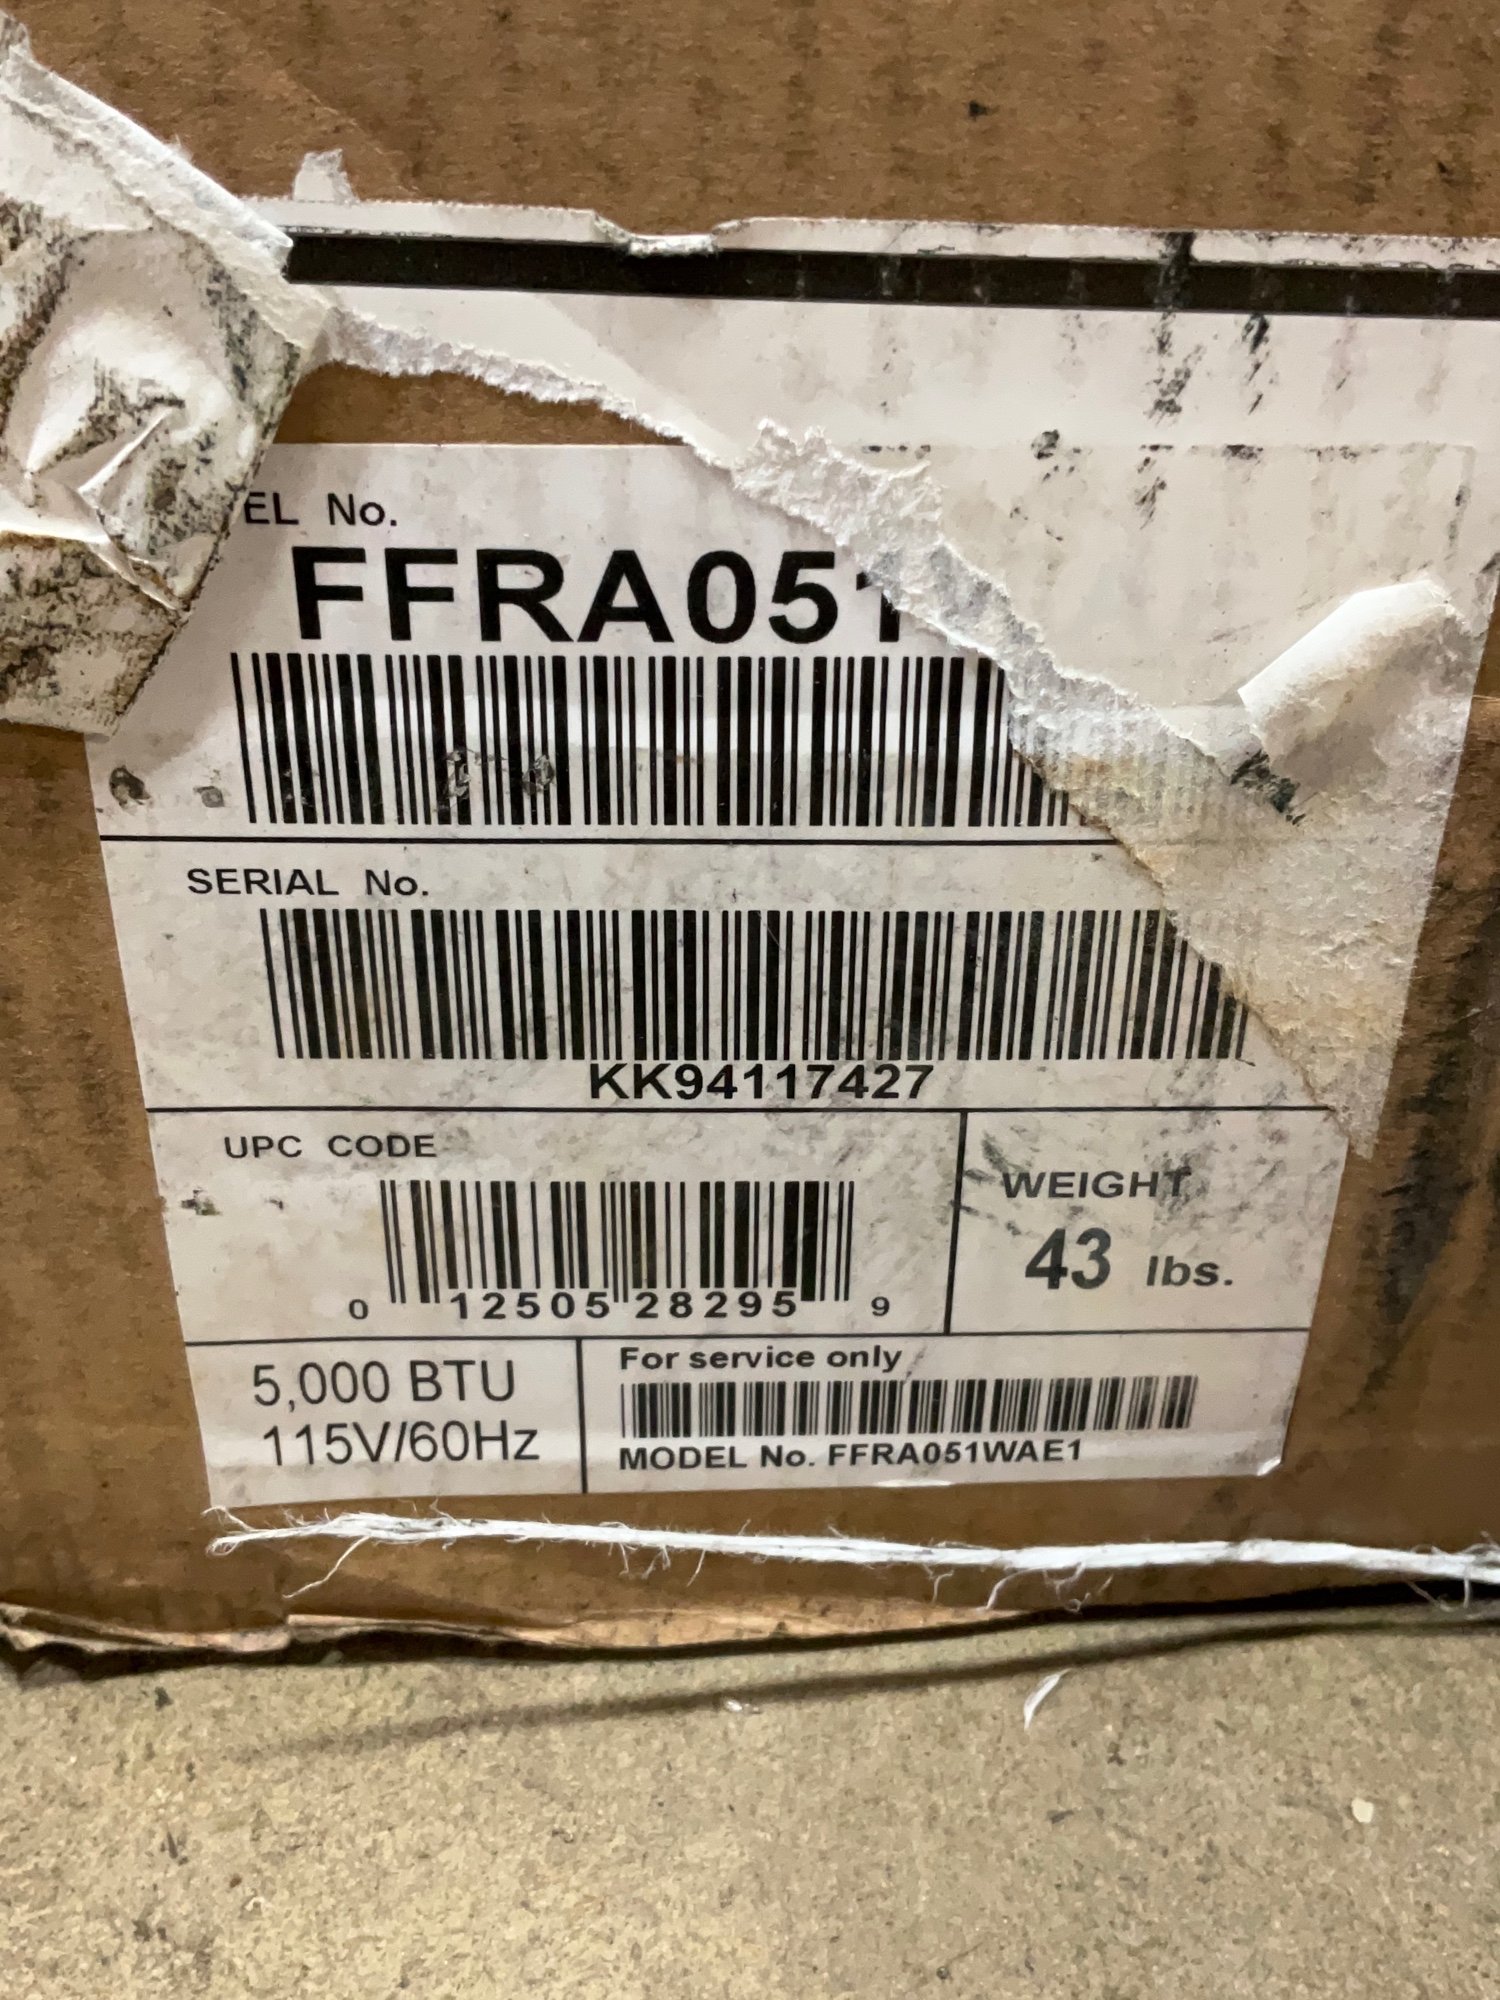 EL No.
FFRA051
SERIAL No.
KK94117427
UPC CODE
0 12505 28295 9
WEIGHT
43 lbs.
5,000 BTU
115V/60Hz
For service only
MODEL No. FFRA051WAE1